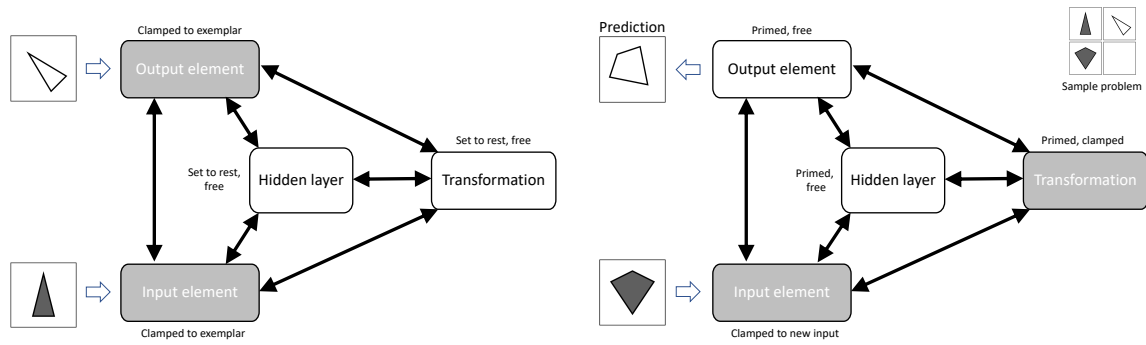 Clamped to exemplar
Output element
Set to rest, free
Set to rest,
free
Hidden layer
Transformation
Input element
Clamped to exemplar
Prediction
Primed, free
Output element
Sample problem
Primed, clamped
Primed,
free
Hidden layer
Transformation
Input element
Clamped to new input